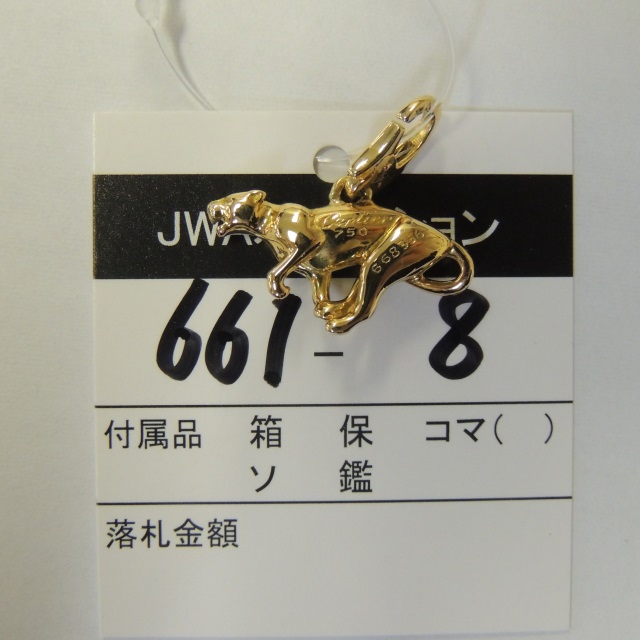 JWA
ション
Cartier
750
661 - 8
付属品 箱 保 コマ( )
ソ 鑑
落札金額